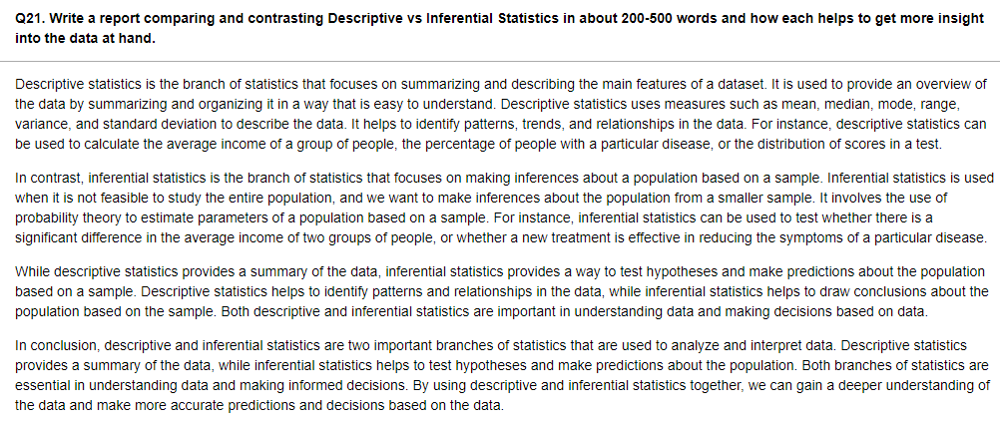 Q21. Write a report comparing and contrasting Descriptive vs Inferential Statistics in about 200-500 words and how each helps to get more insight
into the data at hand.
Descriptive statistics is the branch of statistics that focuses on summarizing and describing the main features of a dataset. It is used to provide an overview of
the data by summarizing and organizing it in a way that is easy to understand. Descriptive statistics uses measures such as mean, median, mode, range,
variance, and standard deviation to describe the data. It helps to identify patterns, trends, and relationships in the data. For instance, descriptive statistics can
be used to calculate the average income of a group of people, the percentage of people with a particular disease, or the distribution of scores in a test.
In contrast, inferential statistics is the branch of statistics that focuses on making inferences about a population based on a sample. Inferential statistics is used
when it is not feasible to study the entire population, and we want to make inferences about the population from a smaller sample. It involves the use of
probability theory to estimate parameters of a population based on a sample. For instance, inferential statistics can be used to test whether there is a
significant difference in the average income of two groups of people, or whether a new treatment is effective in reducing the symptoms of a particular disease.
While descriptive statistics provides a summary of the data, inferential statistics provides a way to test hypotheses and make predictions about the population
based on a sample. Descriptive statistics helps to identify patterns and relationships in the data, while inferential statistics helps to draw conclusions about the
population based on the sample. Both descriptive and inferential statistics are important in understanding data and making decisions based on data.
In conclusion, descriptive and inferential statistics are two important branches of statistics that are used to analyze and interpret data. Descriptive statistics
provides a summary of the data, while inferential statistics helps to test hypotheses and make predictions about the population. Both branches of statistics are
essential in understanding data and making informed decisions. By using descriptive and inferential statistics together, we can gain a deeper understanding of
the data and make more accurate predictions and decisions based on the data.